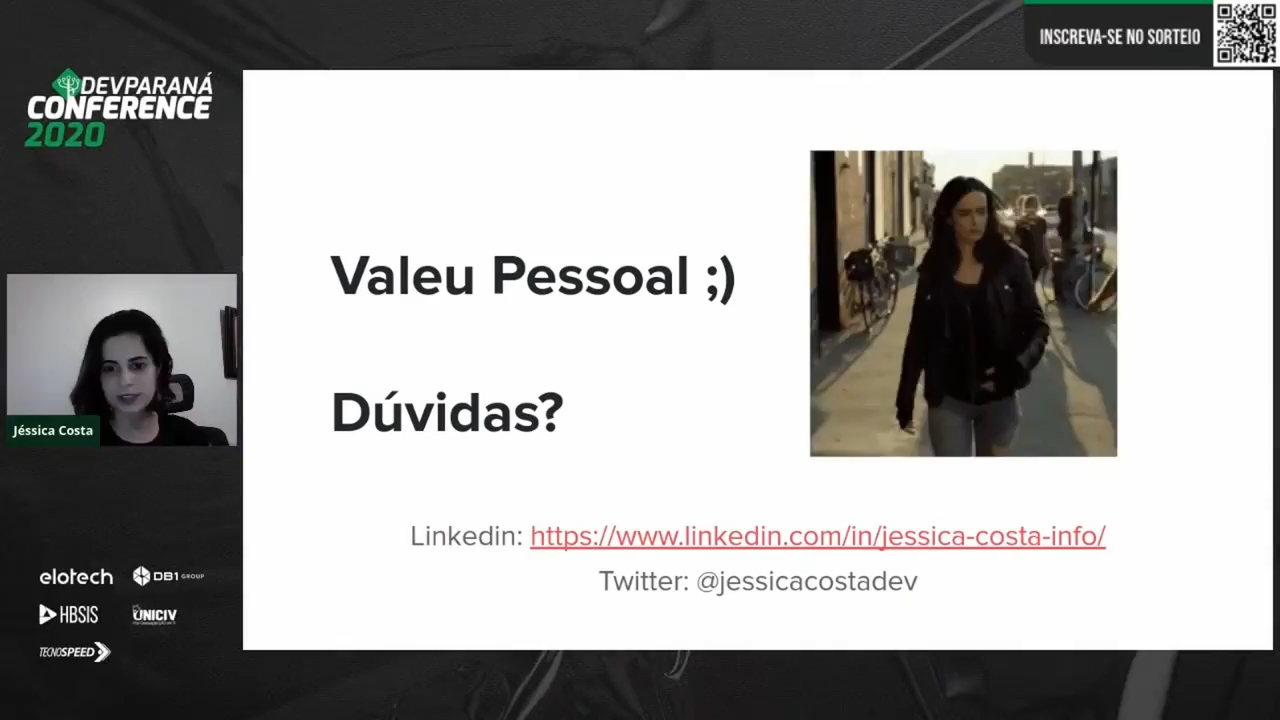 INSCREVA-SE NO SORTEIO
DEVPARANÁ
CONFERENCE
2020
Valeu Pessoal ;)
Dúvidas?
Jéssica Costa
Linkedin: https://www.linkedin.com/in/jessica-costa-info/
Twitter: @jessicacostadev
elotech
DB1 GROUP
HBSIS
UNICIV
TECNOSPEED